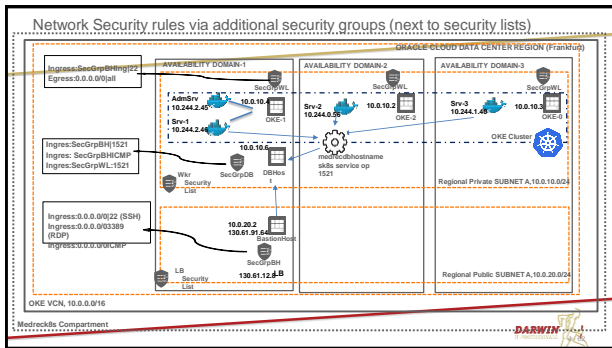 Network Security rules via additional security groups (next to security lists)
ORACLE CLOUD DATA CENTER REGION (Frankfurt)
AVAILABILITY DOMAIN-1
AVAILABILITY DOMAIN-2
AVAILABILITY DOMAIN-3
Ingress:SecGrpBHIng|22
Egress:0.0.0.0/0|all
SecGrpWL
SecGrpWL
SecGrpWL
AdmSrv
10.244.2.45
10.0.10.4
OKE-1
Srv-1
10.244.2.46
Srv-2
10.244.0.56
10.0.10.2
OKE-2
Srv-3
10.244.1.48
10.0.10.3
OKE-0
OKE Cluster
Ingres:SecGrpBH|1521
Ingres: SecGrpBHICMP
Ingres:SecGrpWL:1521
10.0.10.6
SecGrpDB
DBHos
t
medrecdbhostname
sk8s service op
1521
Wkr
Security
List
Regional Private SUBNET A,10.0.10.0/24
Ingress:0.0.0.0/0|22 (SSH)
Ingress:0.0.0.0/03389
(RDP)
Ingress:0.0.0.0/0ICMP
10.0.20.2
130.61.91.64
BastionHost
SecGrpBH
130.61.12.8
LB
LB
Security
List
Regional Public SUBNET A,10.0.20.0/24
OKE VCN, 10.0.0.0/16
Medreck8s Compartment
DARWIN
IT-PROFESSIONALS